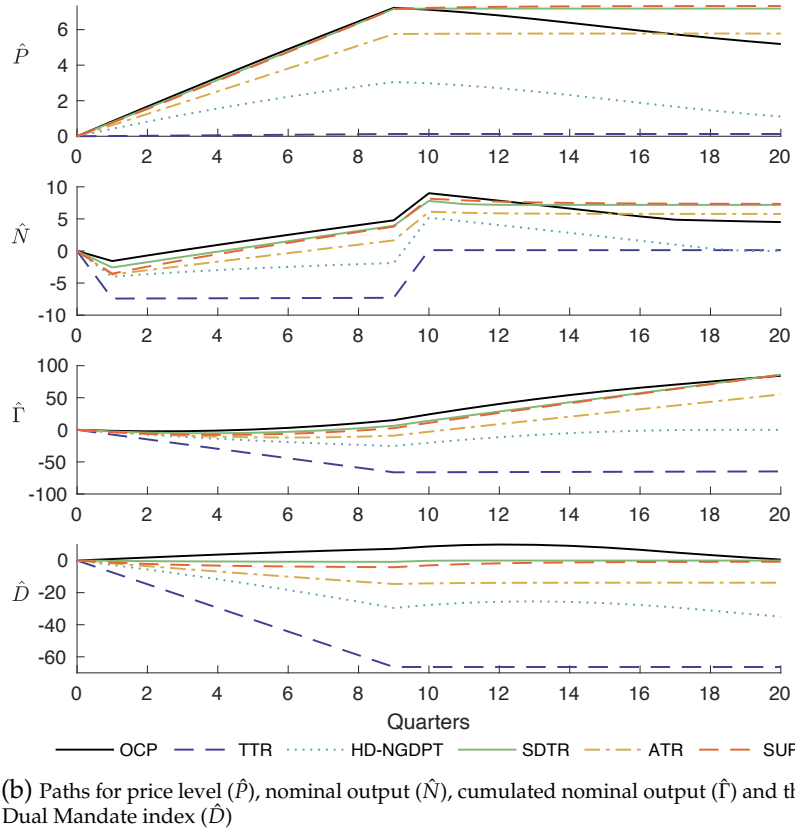 P̂
6
4
2
0
0 2 4 6 8 10 12 14 16 18 20
N̂
10
5
0
-5
-10
0 2 4 6 8 10 12 14 16 18 20
Γ̂
100
50
0
-50
-100
0 2 4 6 8 10 12 14 16 18 20
D̂
0
-20
-40
-60
0 2 4 6 8 10 12 14 16 18 20
Quarters
OCP TTR HD-NGDPT SDTR ATR SUP
(b) Paths for price level (P̂), nominal output (N̂), cumulated nominal output (Γ̂) and th
Dual Mandate index (D̂)